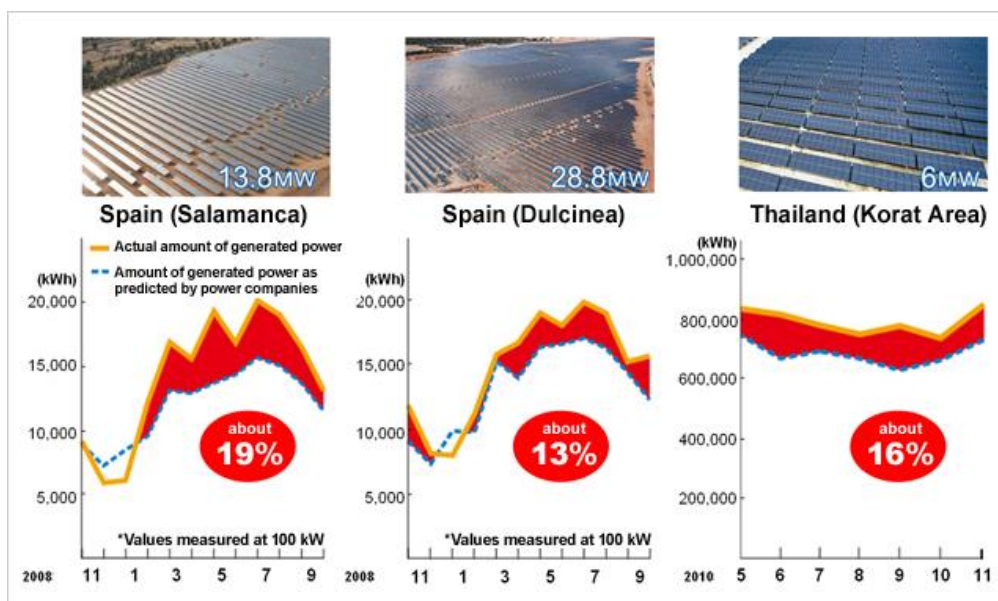 13.8MW
28.8MW
6MW
Spain (Salamanca)
Spain (Dulcinea)
Thailand (Korat Area)
Actual amount of generated power
Amount of generated power as
predicted by power companies
(kWh)
20,000
15,000
10,000
5,000
about
19%
*Values measured at 100 kW
2008 11 1 3 5 7 9
(kWh)
20,000
15,000
10,000
5,000
about
13%
*Values measured at 100 kW
2008 11 1 3 5 7 9
(kWh)
1,000,000
800,000
600,000
400,000
200,000
about
16%
2010 5 6 7 8 9 10 11